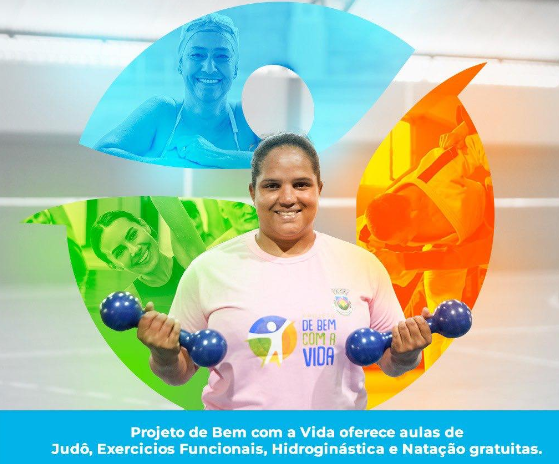 DE BEM
COM A
VIDA
Projeto de Bem com a Vida oferece aulas de
Judô, Exercicios Funcionais, Hidroginástica e Natação gratuitas.